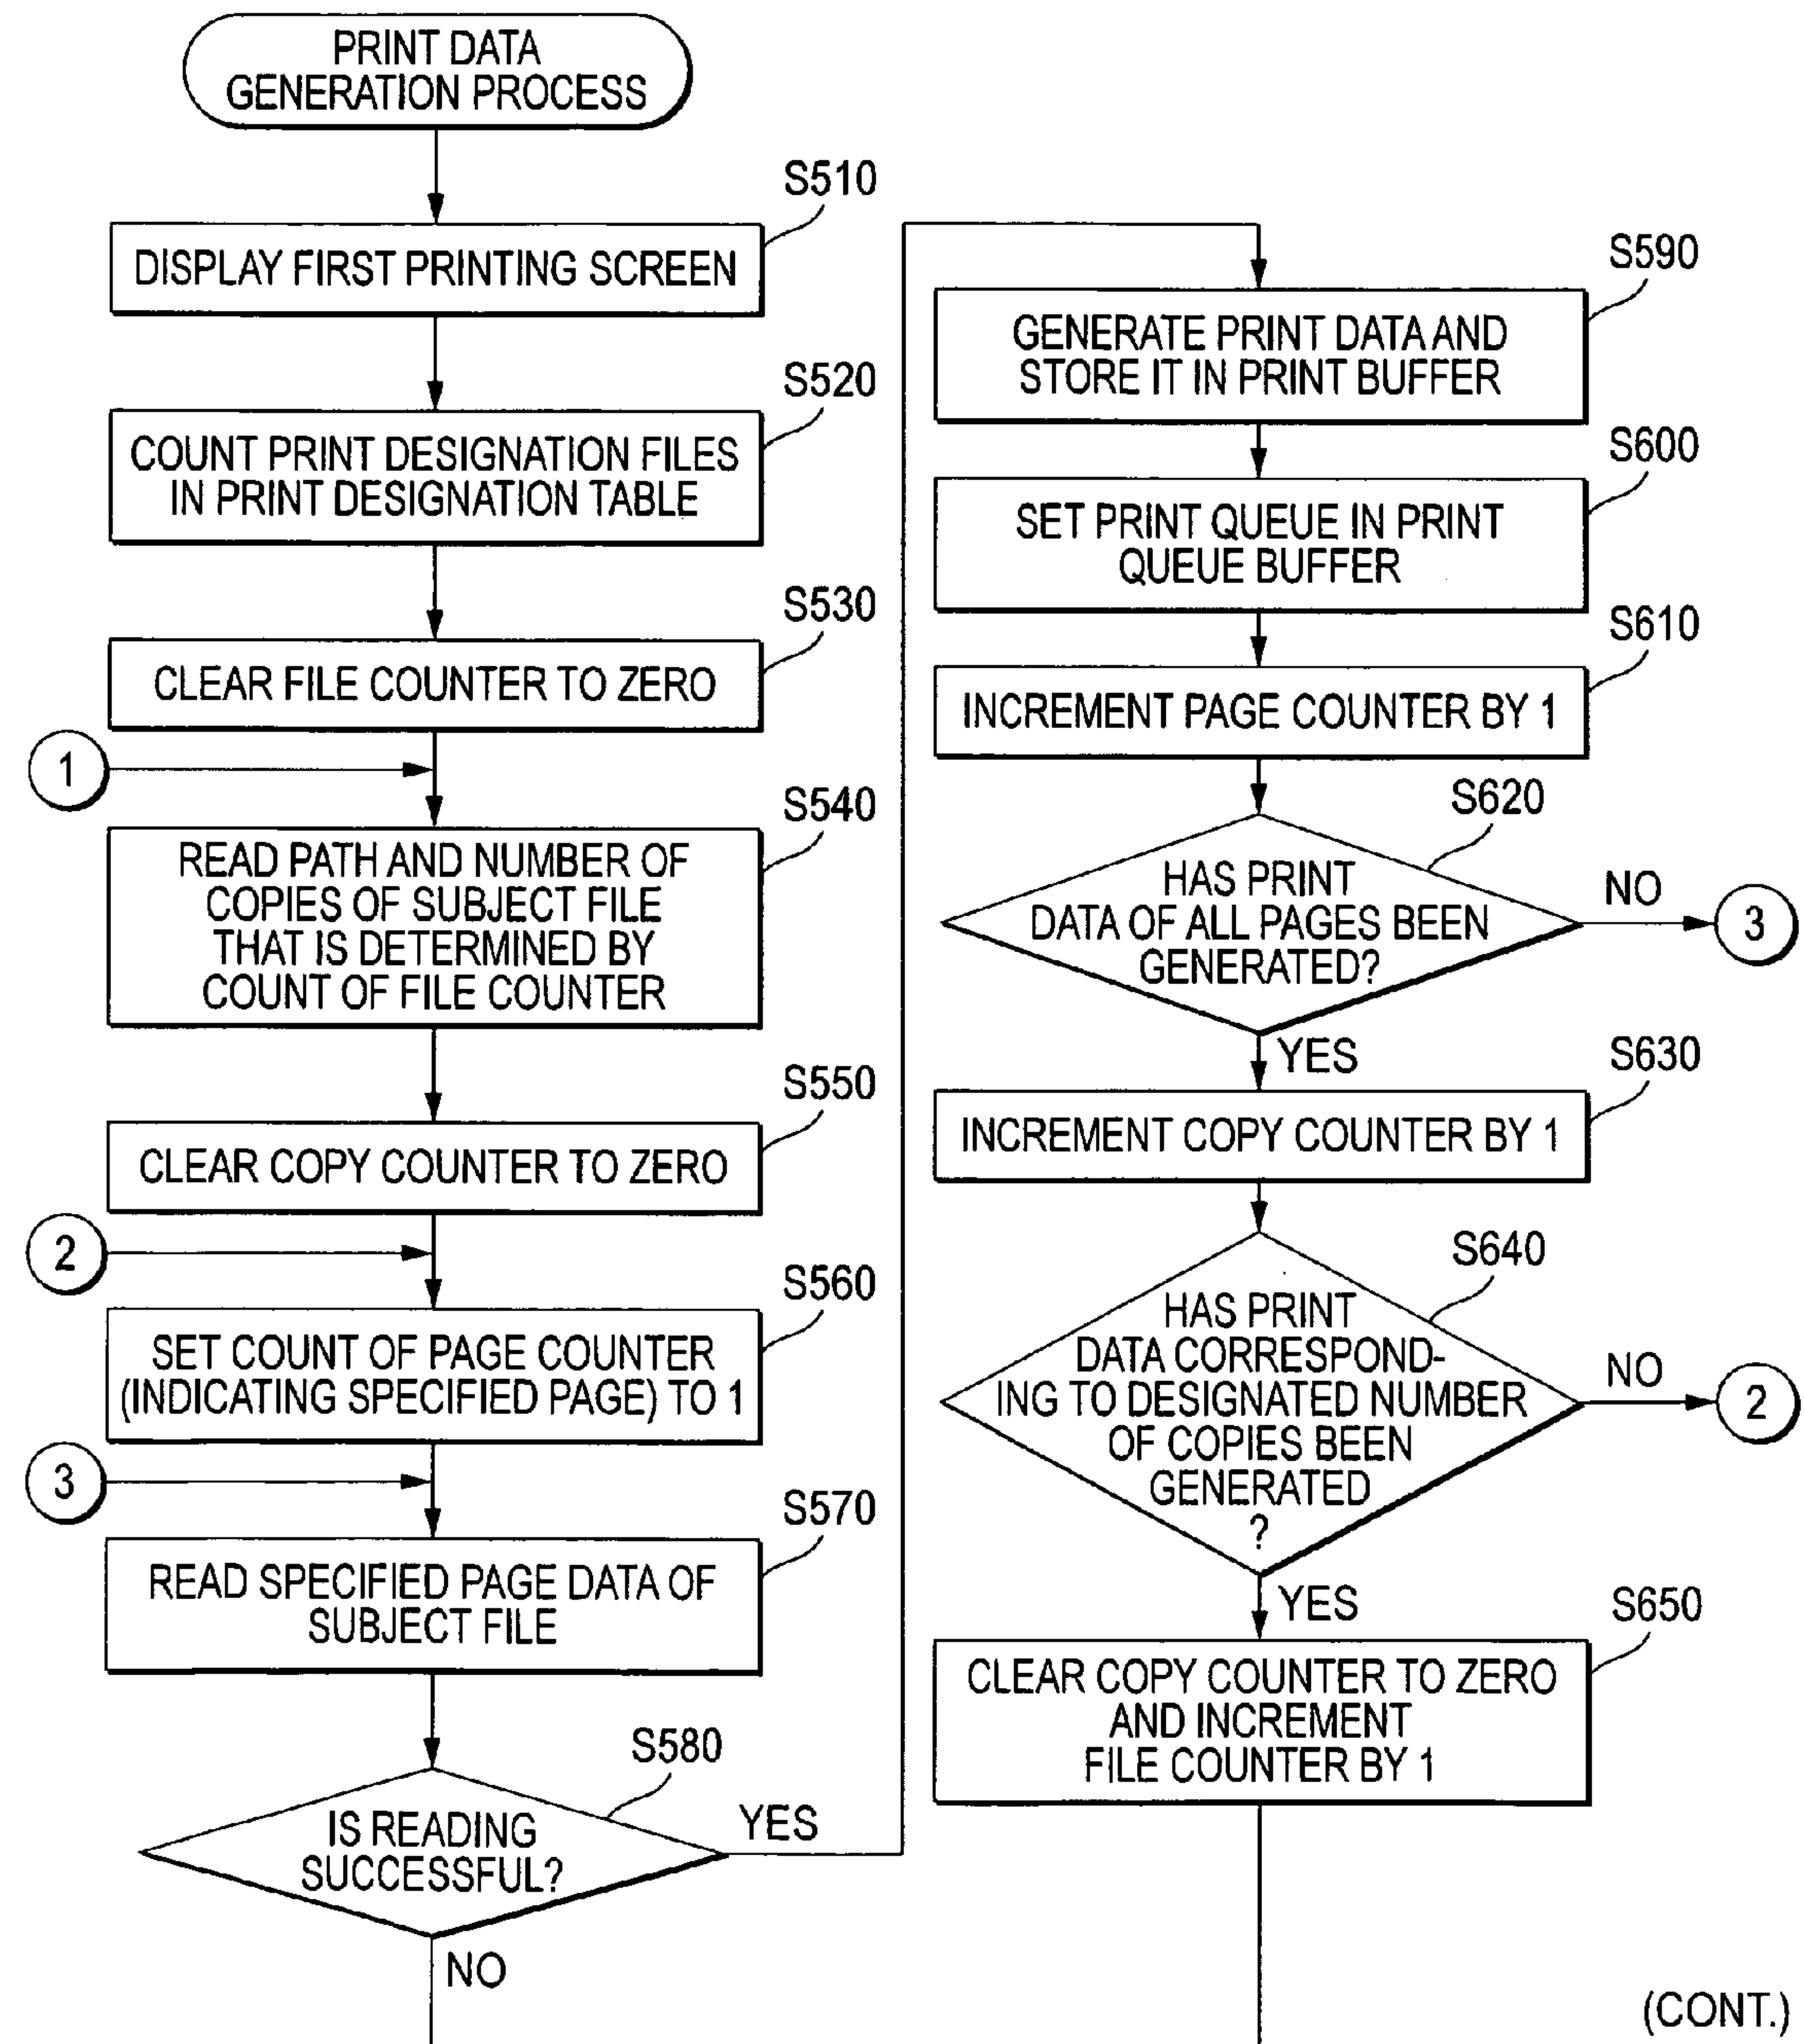 PRINT DATA
GENERATION PROCESS
S510
DISPLAY FIRST PRINTING SCREEN
S520
COUNT PRINT DESIGNATION FILES
IN PRINT DESIGNATION TABLE
S530
CLEAR FILE COUNTER TO ZERO
1
S540
READ PATH AND NUMBER OF
COPIES OF SUBJECT FILE
THAT IS DETERMINED BY
COUNT OF FILE COUNTER
S550
CLEAR COPY COUNTER TO ZERO
2
S560
SET COUNT OF PAGE COUNTER
(INDICATING SPECIFIED PAGE) TO 1
3
S570
READ SPECIFIED PAGE DATA OF
SUBJECT FILE
S580
IS READING
SUCCESSFUL?
YES
NO
S590
GENERATE PRINT DATA AND
STORE IT IN PRINT BUFFER
S600
SET PRINT QUEUE IN PRINT
QUEUE BUFFER
S610
INCREMENT PAGE COUNTER BY 1
S620
HAS PRINT
DATA OF ALL PAGES BEEN
GENERATED?
NO
3
YES
S630
INCREMENT COPY COUNTER BY 1
S640
HAS PRINT
DATA CORRESPOND-
ING TO DESIGNATED NUMBER
OF COPIES BEEN
GENERATED
?
NO
2
YES
S650
CLEAR COPY COUNTER TO ZERO
AND INCREMENT
FILE COUNTER BY 1
(CONT.)